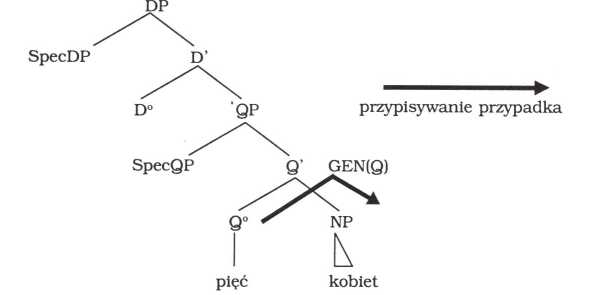 DP
SpecDP D'
D° 'QP
przypisywanie przypadka
SpecQP Q' GEN(Q)
Q° NP
pięć kobiet